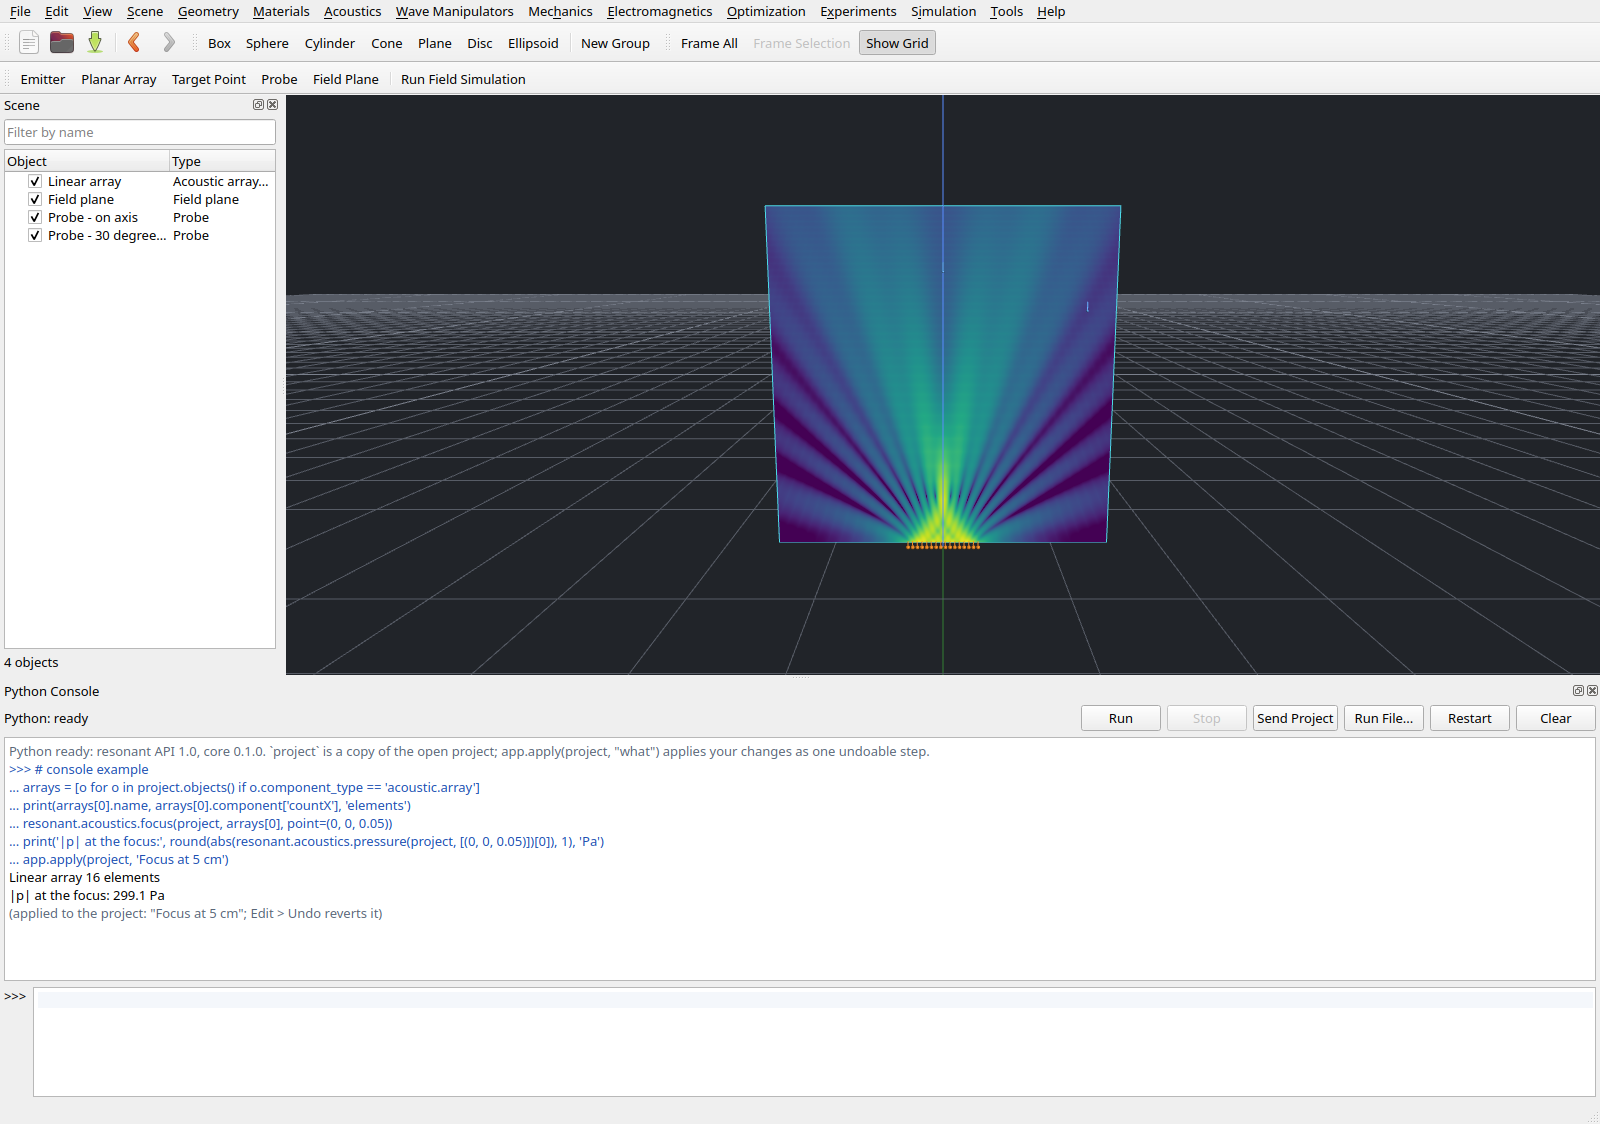 File Edit View Scene Geometry Materials Acoustics Wave Manipulators Mechanics Electromagnetics Optimization Experiments Simulation Tools Help
Box Sphere Cylinder Cone Plane Disc Ellipsoid New Group Frame All Frame Selection Show Grid
Emitter Planar Array Target Point Probe Field Plane Run Field Simulation
Scene
Filter by name
Object Type
Linear array Acoustic array...
Field plane Field plane
Probe - on axis Probe
Probe - 30 degree... Probe
4 objects
Python Console
Python: ready
Run Stop Send Project Run File... Restart Clear
Python ready: resonant API 1.0, core 0.1.0. `project` is a copy of the open project; app.apply(project, "what") applies your changes as one undoable step.
>>> # console example
... arrays = [o for o in project.objects() if o.component_type == 'acoustic.array']
... print(arrays[0].name, arrays[0].component['countX'], 'elements')
... resonant.acoustics.focus(project, arrays[0], point=(0, 0, 0.05))
... print('|p| at the focus:', round(abs(resonant.acoustics.pressure(project, [(0, 0, 0.05)])[0]), 1), 'Pa')
... app.apply(project, 'Focus at 5 cm')
Linear array 16 elements
|p| at the focus: 299.1 Pa
(applied to the project: "Focus at 5 cm"; Edit > Undo reverts it)
>>>